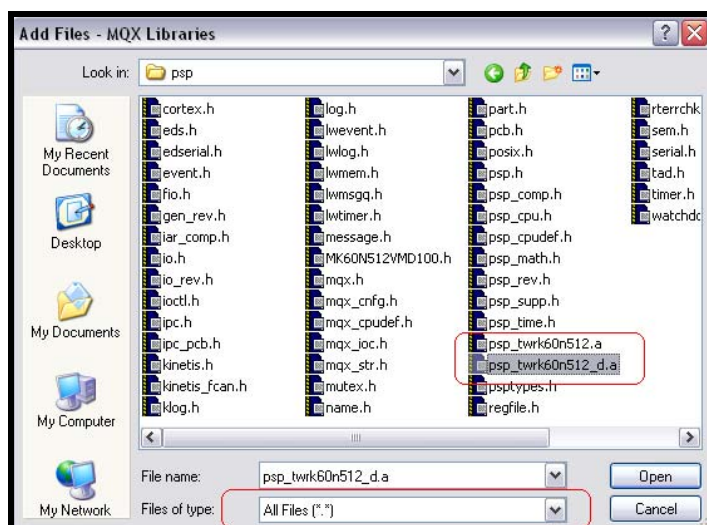 Add Files - MQX Libraries
Look in: psp
My Recent Documents
Desktop
My Documents
My Computer
My Network
cortex.h
eds.h
edserial.h
event.h
fio.h
gen_rev.h
iar_comp.h
io.h
io_rev.h
ioctl.h
ipc.h
ipc_pcb.h
kinetis.h
kinetis_fcan.h
klog.h
log.h
lwevent.h
lwlog.h
lwmem.h
lwmsgq.h
lwtimer.h
message.h
MK60N512VMD100.h
mqx.h
mqx_cnfg.h
mqx_cpudef.h
mqx_ioc.h
mqx_str.h
mutex.h
name.h
part.h
pcb.h
posix.h
psp.h
psp_comp.h
psp_cpu.h
psp_cpudef.h
psp_math.h
psp_rev.h
psp_supp.h
psp_time.h
psp_twrk60n512.a
psp_twrk60n512_d.a
psptypes.h
regfile.h
rterrchk
sem.h
serial.h
tad.h
timer.h
watchdo
File name: psp_twrk60n512_d.a
Open
Files of type: All Files (*.*)
Cancel